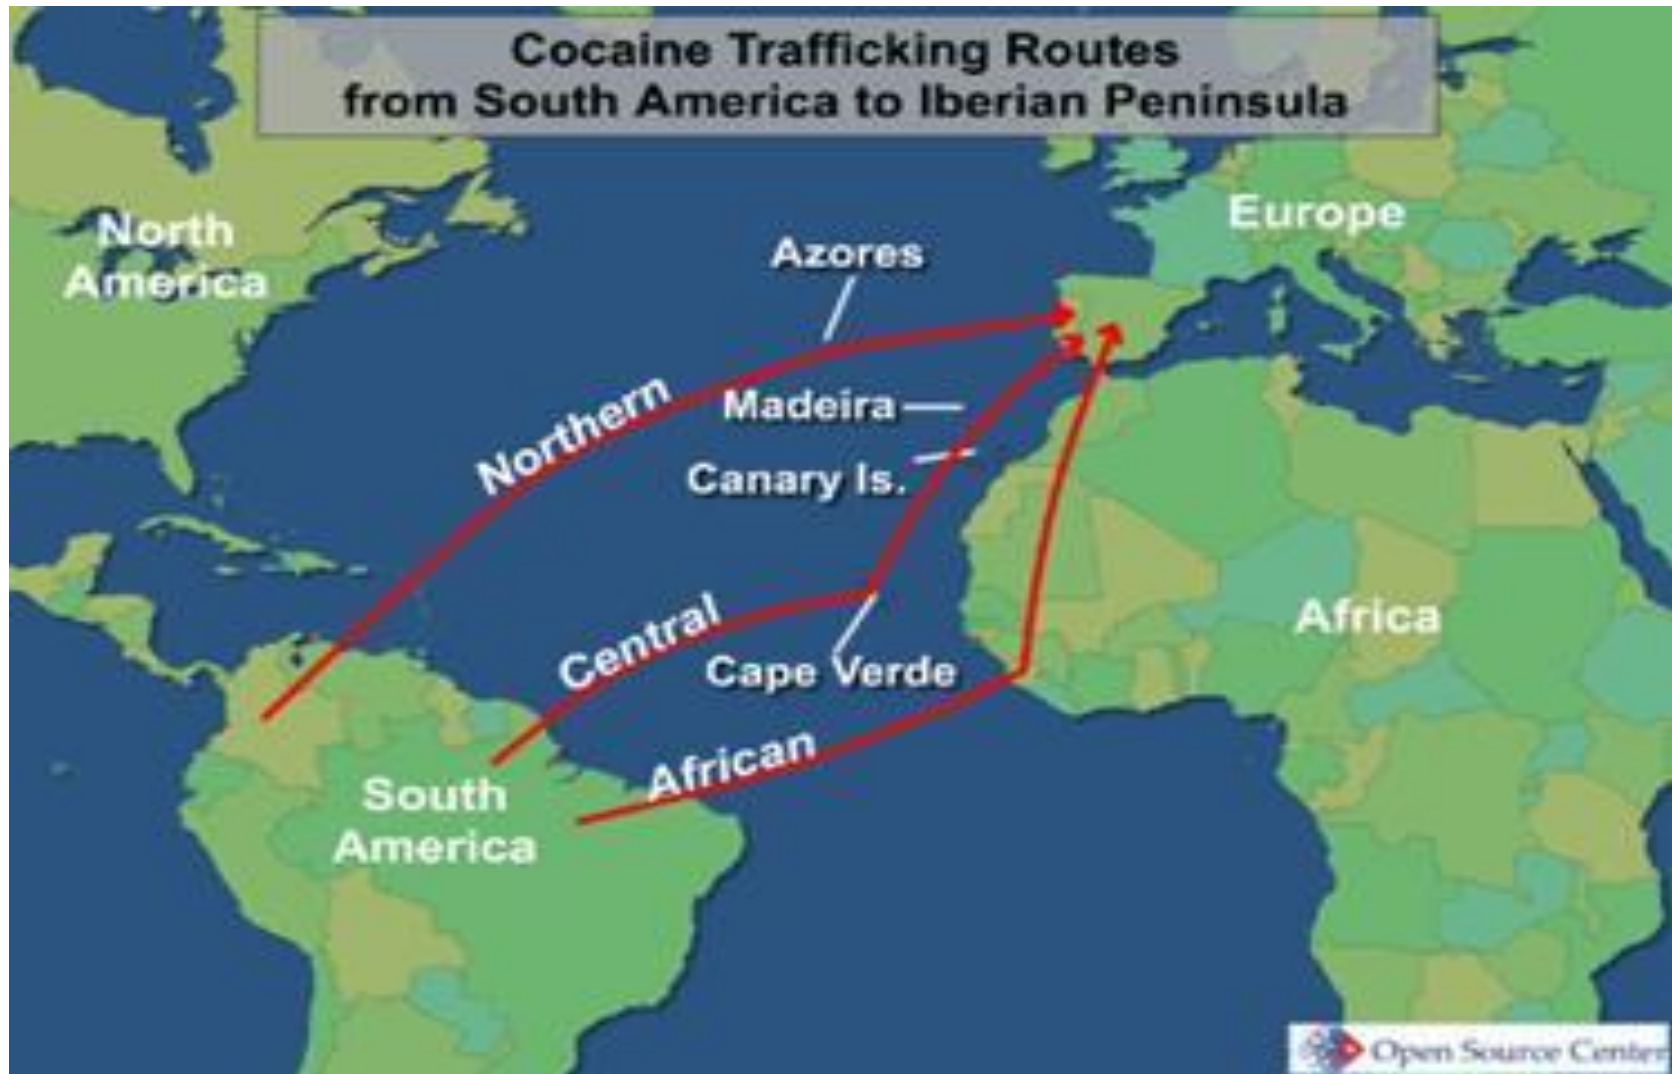 Cocaine Trafficking Routes
from South America to Iberian Peninsula
North
America
Europe
Azores
Northern
Madeira
Canary Is.
Central
Cape Verde
Africa
African
South
America
Open Source Center